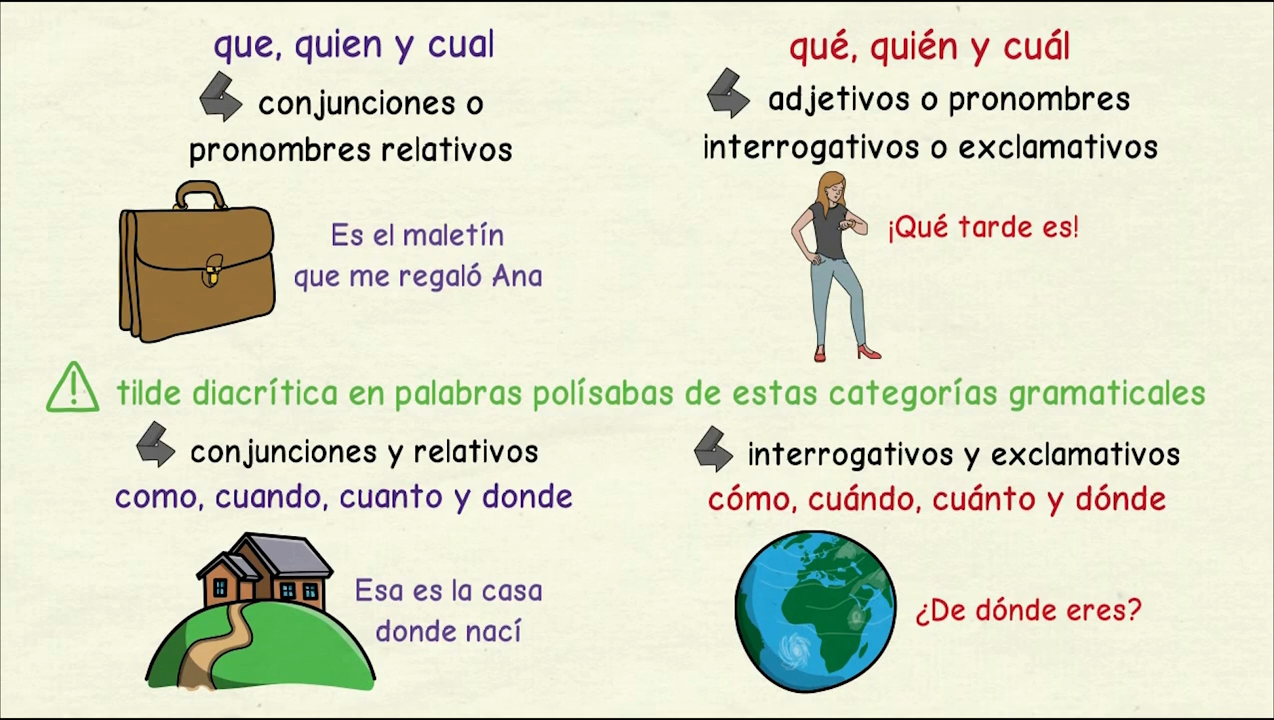 que, quien y cual
conjunciones o
pronombres relativos
Es el maletín
que me regaló Ana
qué, quién y cuál
adjetivos o pronombres
interrogativos o exclamativos
¡Qué tarde es!
tilde diacrítica en palabras polísabas de estas categorías gramaticales
conjunciones y relativos
como, cuando, cuanto y donde
Esa es la casa
donde nací
interrogativos y exclamativos
cómo, cuándo, cuánto y dónde
¿De dónde eres?